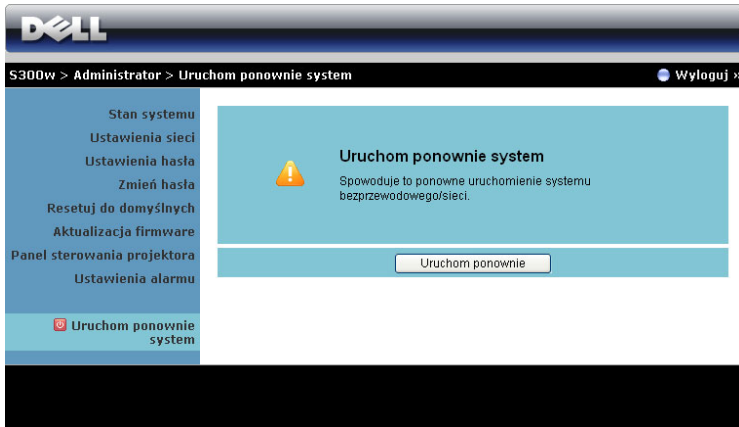 DELL
S300w > Administrator > Uruchom ponownie system
Wyloguj »
Stan systemu
Ustawienia sieci
Ustawienia hasła
Zmień hasła
Resetuj do domyślnych
Aktualizacja firmware
Panel sterowania projektora
Ustawienia alarmu
Uruchom ponownie
system
Uruchom ponownie system
Spowoduje to ponowne uruchomienie systemu
bezprzewodowego/sieci.
Uruchom ponownie